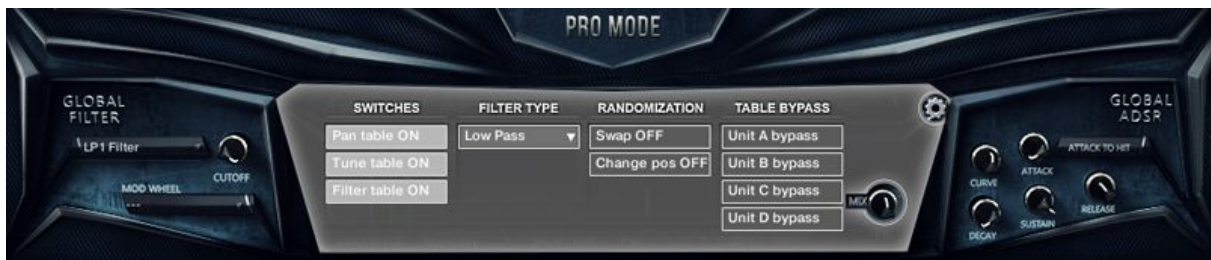 PRO MODE
GLOBAL
FILTER
LP1 Filter
CUTOFF
MOD WHEEL
---
SWITCHES
Pan table ON
Tune table ON
Filter table ON
FILTER TYPE
Low Pass
RANDOMIZATION
Swap OFF
Change pos OFF
TABLE BYPASS
Unit A bypass
Unit B bypass
Unit C bypass
Unit D bypass
MIX
GLOBAL
ADSR
ATTACK TO HIT
CURVE
ATTACK
DECAY
SUSTAIN
RELEASE